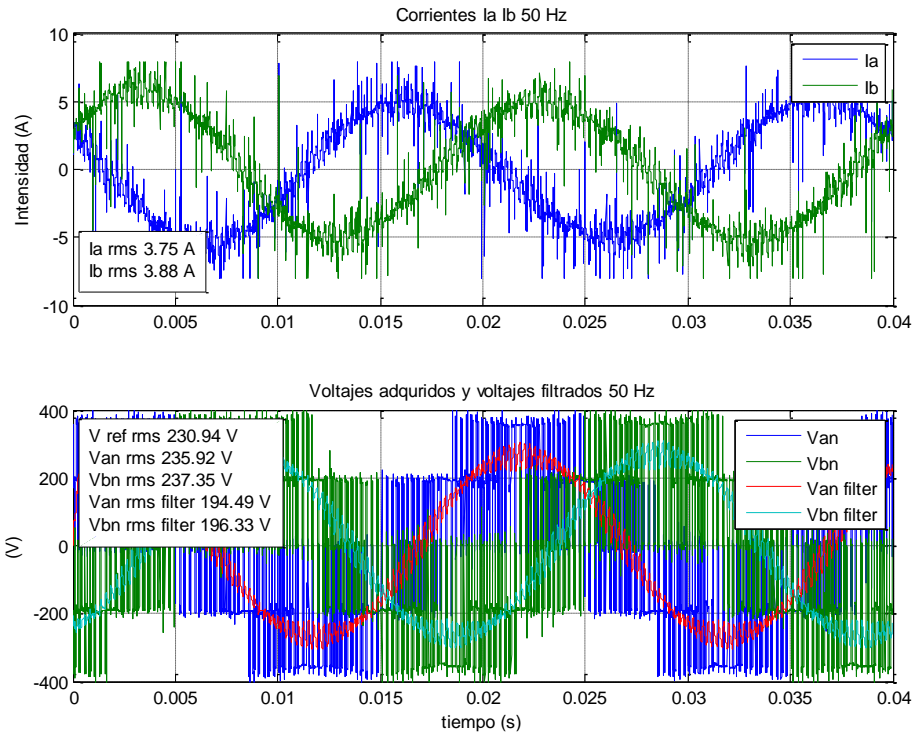 Corrientes Ia Ib 50 Hz
10
5
0
-5
-10
Intensidad (A)
Ia
Ib
Ia rms 3.75 A
Ib rms 3.88 A
0 0.005 0.01 0.015 0.02 0.025 0.03 0.035 0.04
Voltajes adquridos y voltajes filtrados 50 Hz
400
200
0
-200
-400
(V)
V ref rms 230.94 V
Van rms 235.92 V
Vbn rms 237.35 V
Van rms filter 194.49 V
Vbn rms filter 196.33 V
Van
Vbn
Van filter
Vbn filter
0 0.005 0.01 0.015 0.02 0.025 0.03 0.035 0.04
tiempo (s)